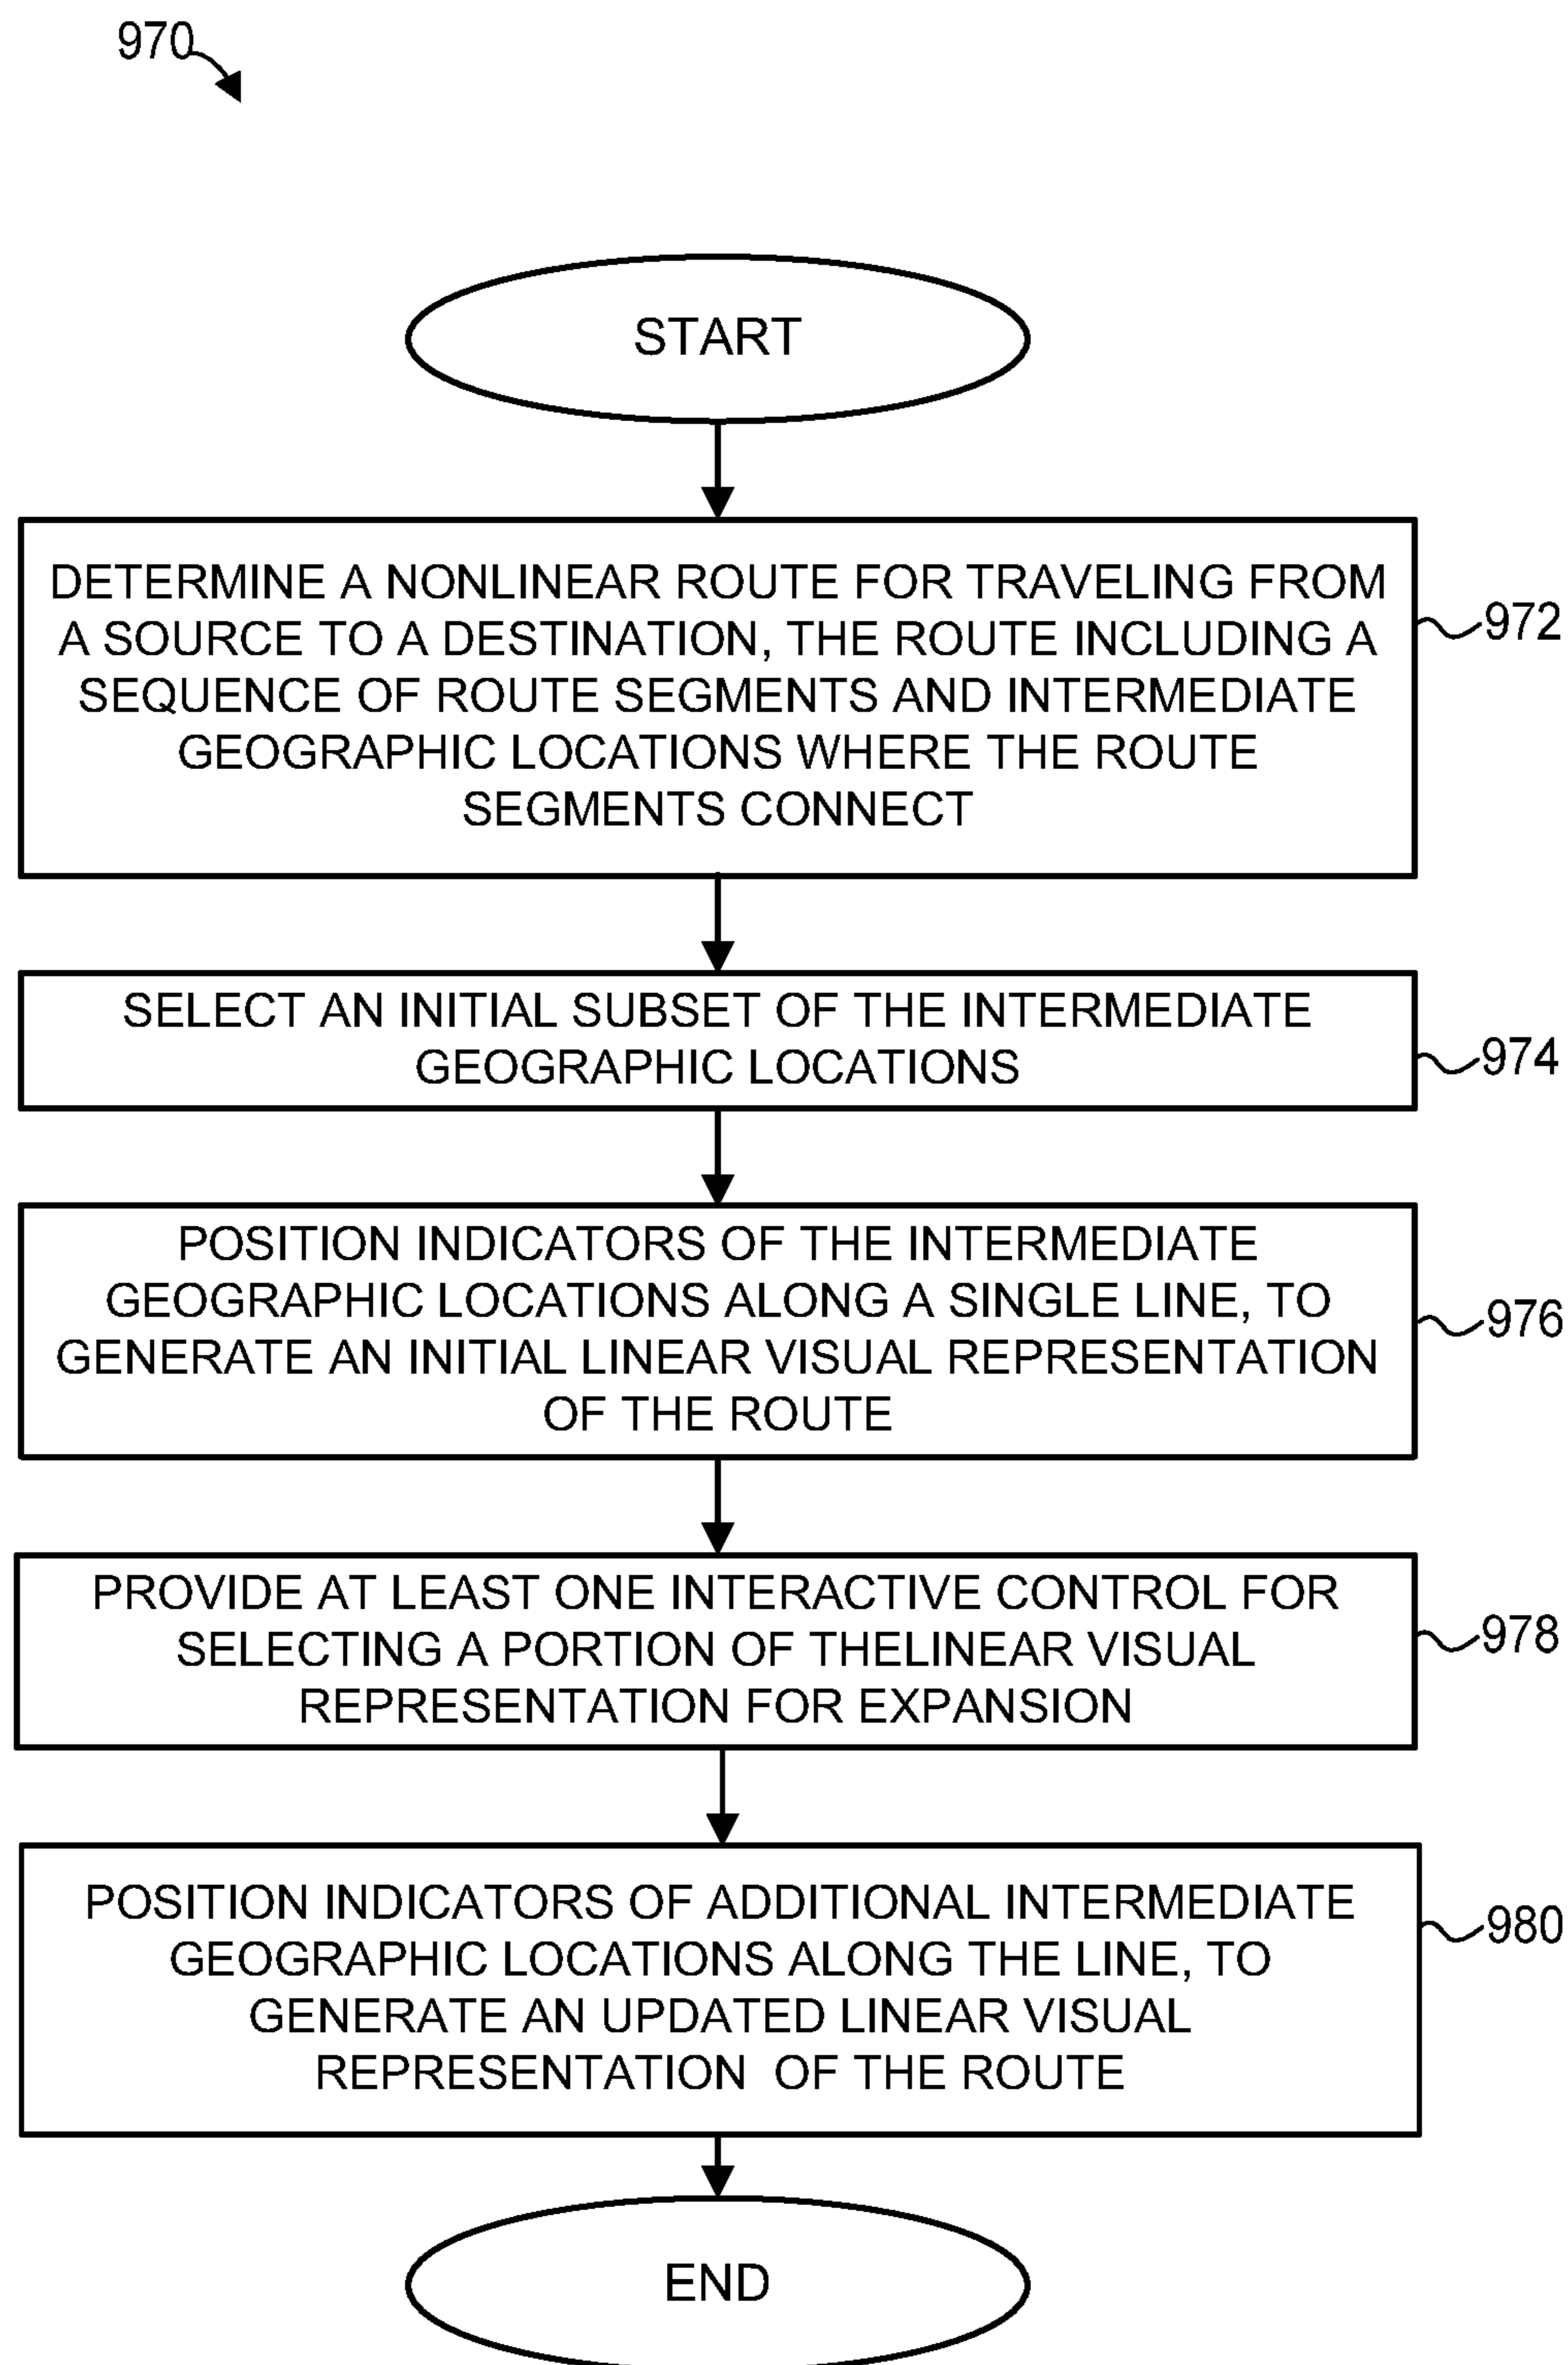 970
START
DETERMINE A NONLINEAR ROUTE FOR TRAVELING FROM
A SOURCE TO A DESTINATION, THE ROUTE INCLUDING A
SEQUENCE OF ROUTE SEGMENTS AND INTERMEDIATE
GEOGRAPHIC LOCATIONS WHERE THE ROUTE
SEGMENTS CONNECT
972
SELECT AN INITIAL SUBSET OF THE INTERMEDIATE
GEOGRAPHIC LOCATIONS
974
POSITION INDICATORS OF THE INTERMEDIATE
GEOGRAPHIC LOCATIONS ALONG A SINGLE LINE, TO
GENERATE AN INITIAL LINEAR VISUAL REPRESENTATION
OF THE ROUTE
976
PROVIDE AT LEAST ONE INTERACTIVE CONTROL FOR
SELECTING A PORTION OF THELINEAR VISUAL
REPRESENTATION FOR EXPANSION
978
POSITION INDICATORS OF ADDITIONAL INTERMEDIATE
GEOGRAPHIC LOCATIONS ALONG THE LINE, TO
GENERATE AN UPDATED LINEAR VISUAL
REPRESENTATION  OF THE ROUTE
980
END